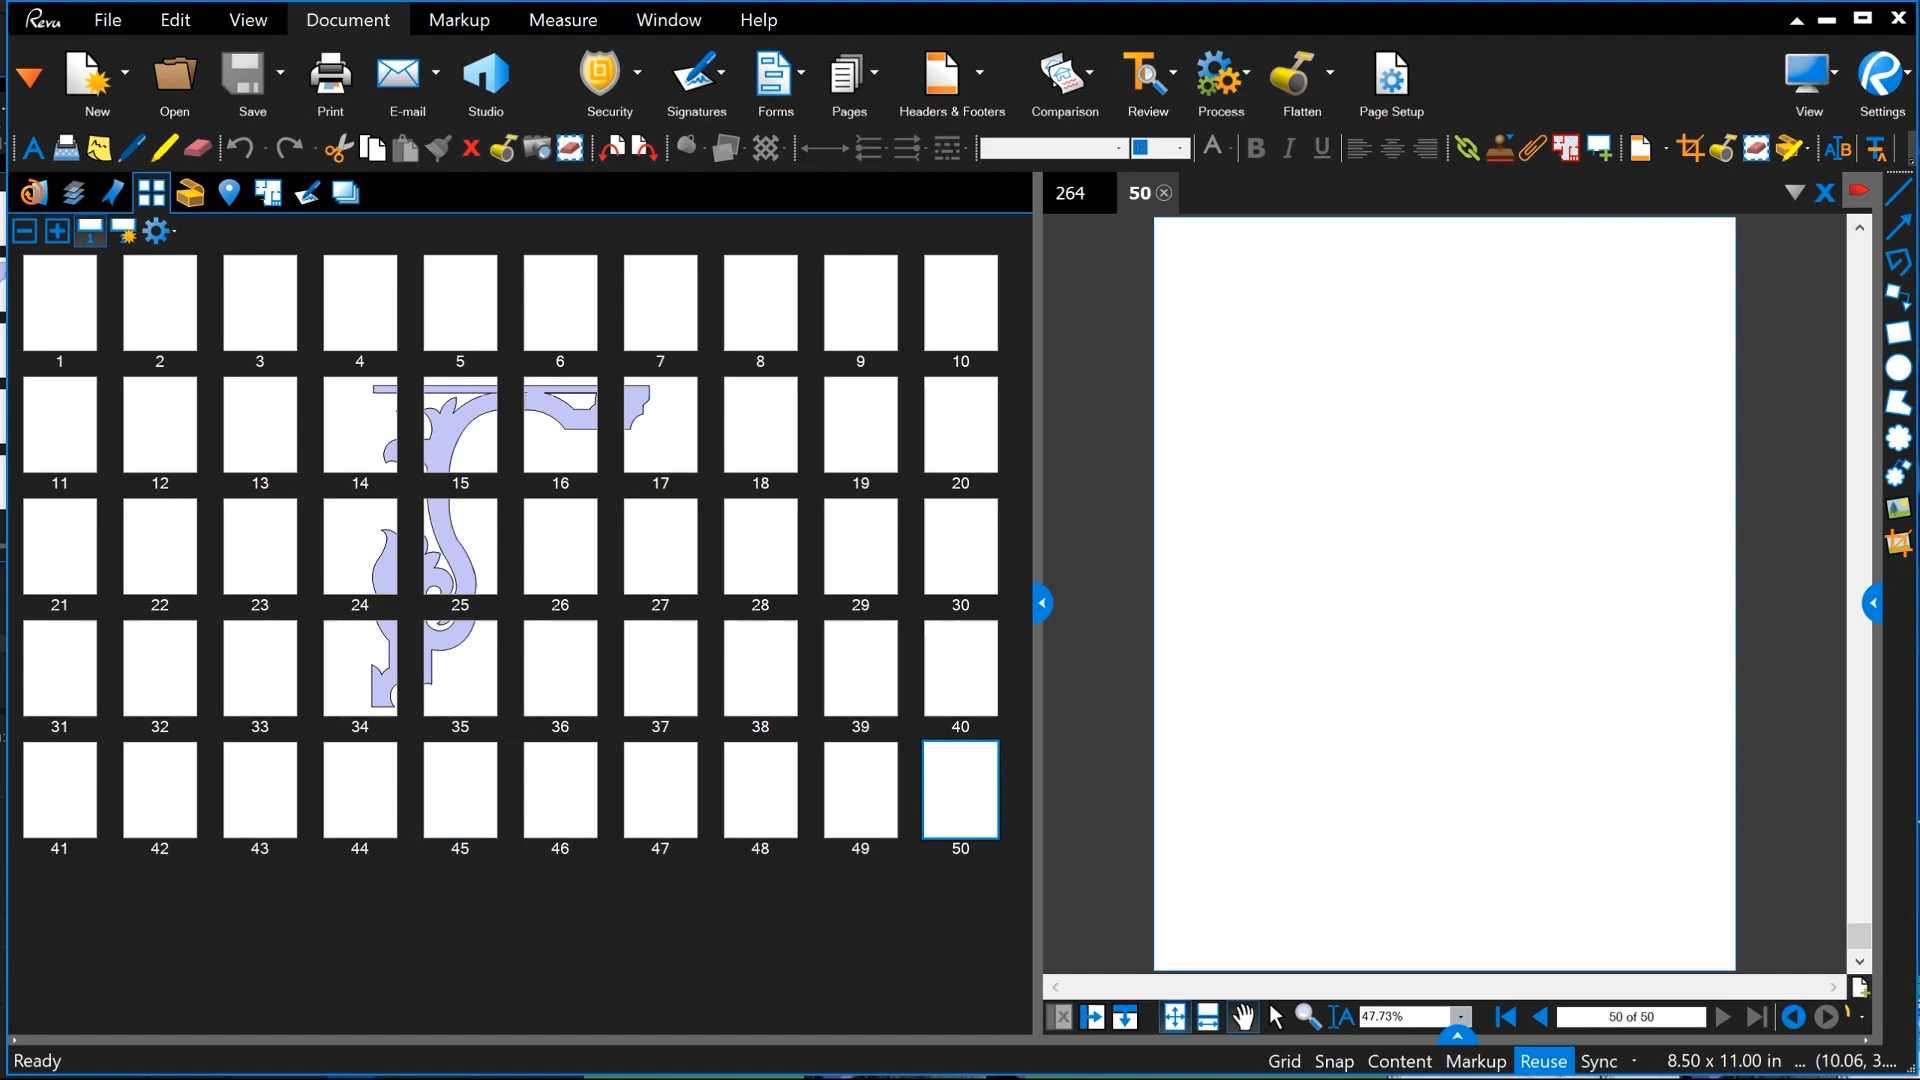 Revu File Edit View Document Markup Measure Window Help
New Open Save Print E-mail Studio Security Signatures Forms Pages Headers & Footers Comparison Review Process Flatten Page Setup View Settings
264 50
1 2 3 4 5 6 7 8 9 10
11 12 13 14 15 16 17 18 19 20
21 22 23 24 25 26 27 28 29 30
31 32 33 34 35 36 37 38 39 40
41 42 43 44 45 46 47 48 49 50
47.73% 50 of 50
Ready Grid Snap Content Markup Reuse Sync 8.50 x 11.00 in ... (10.06, 3....